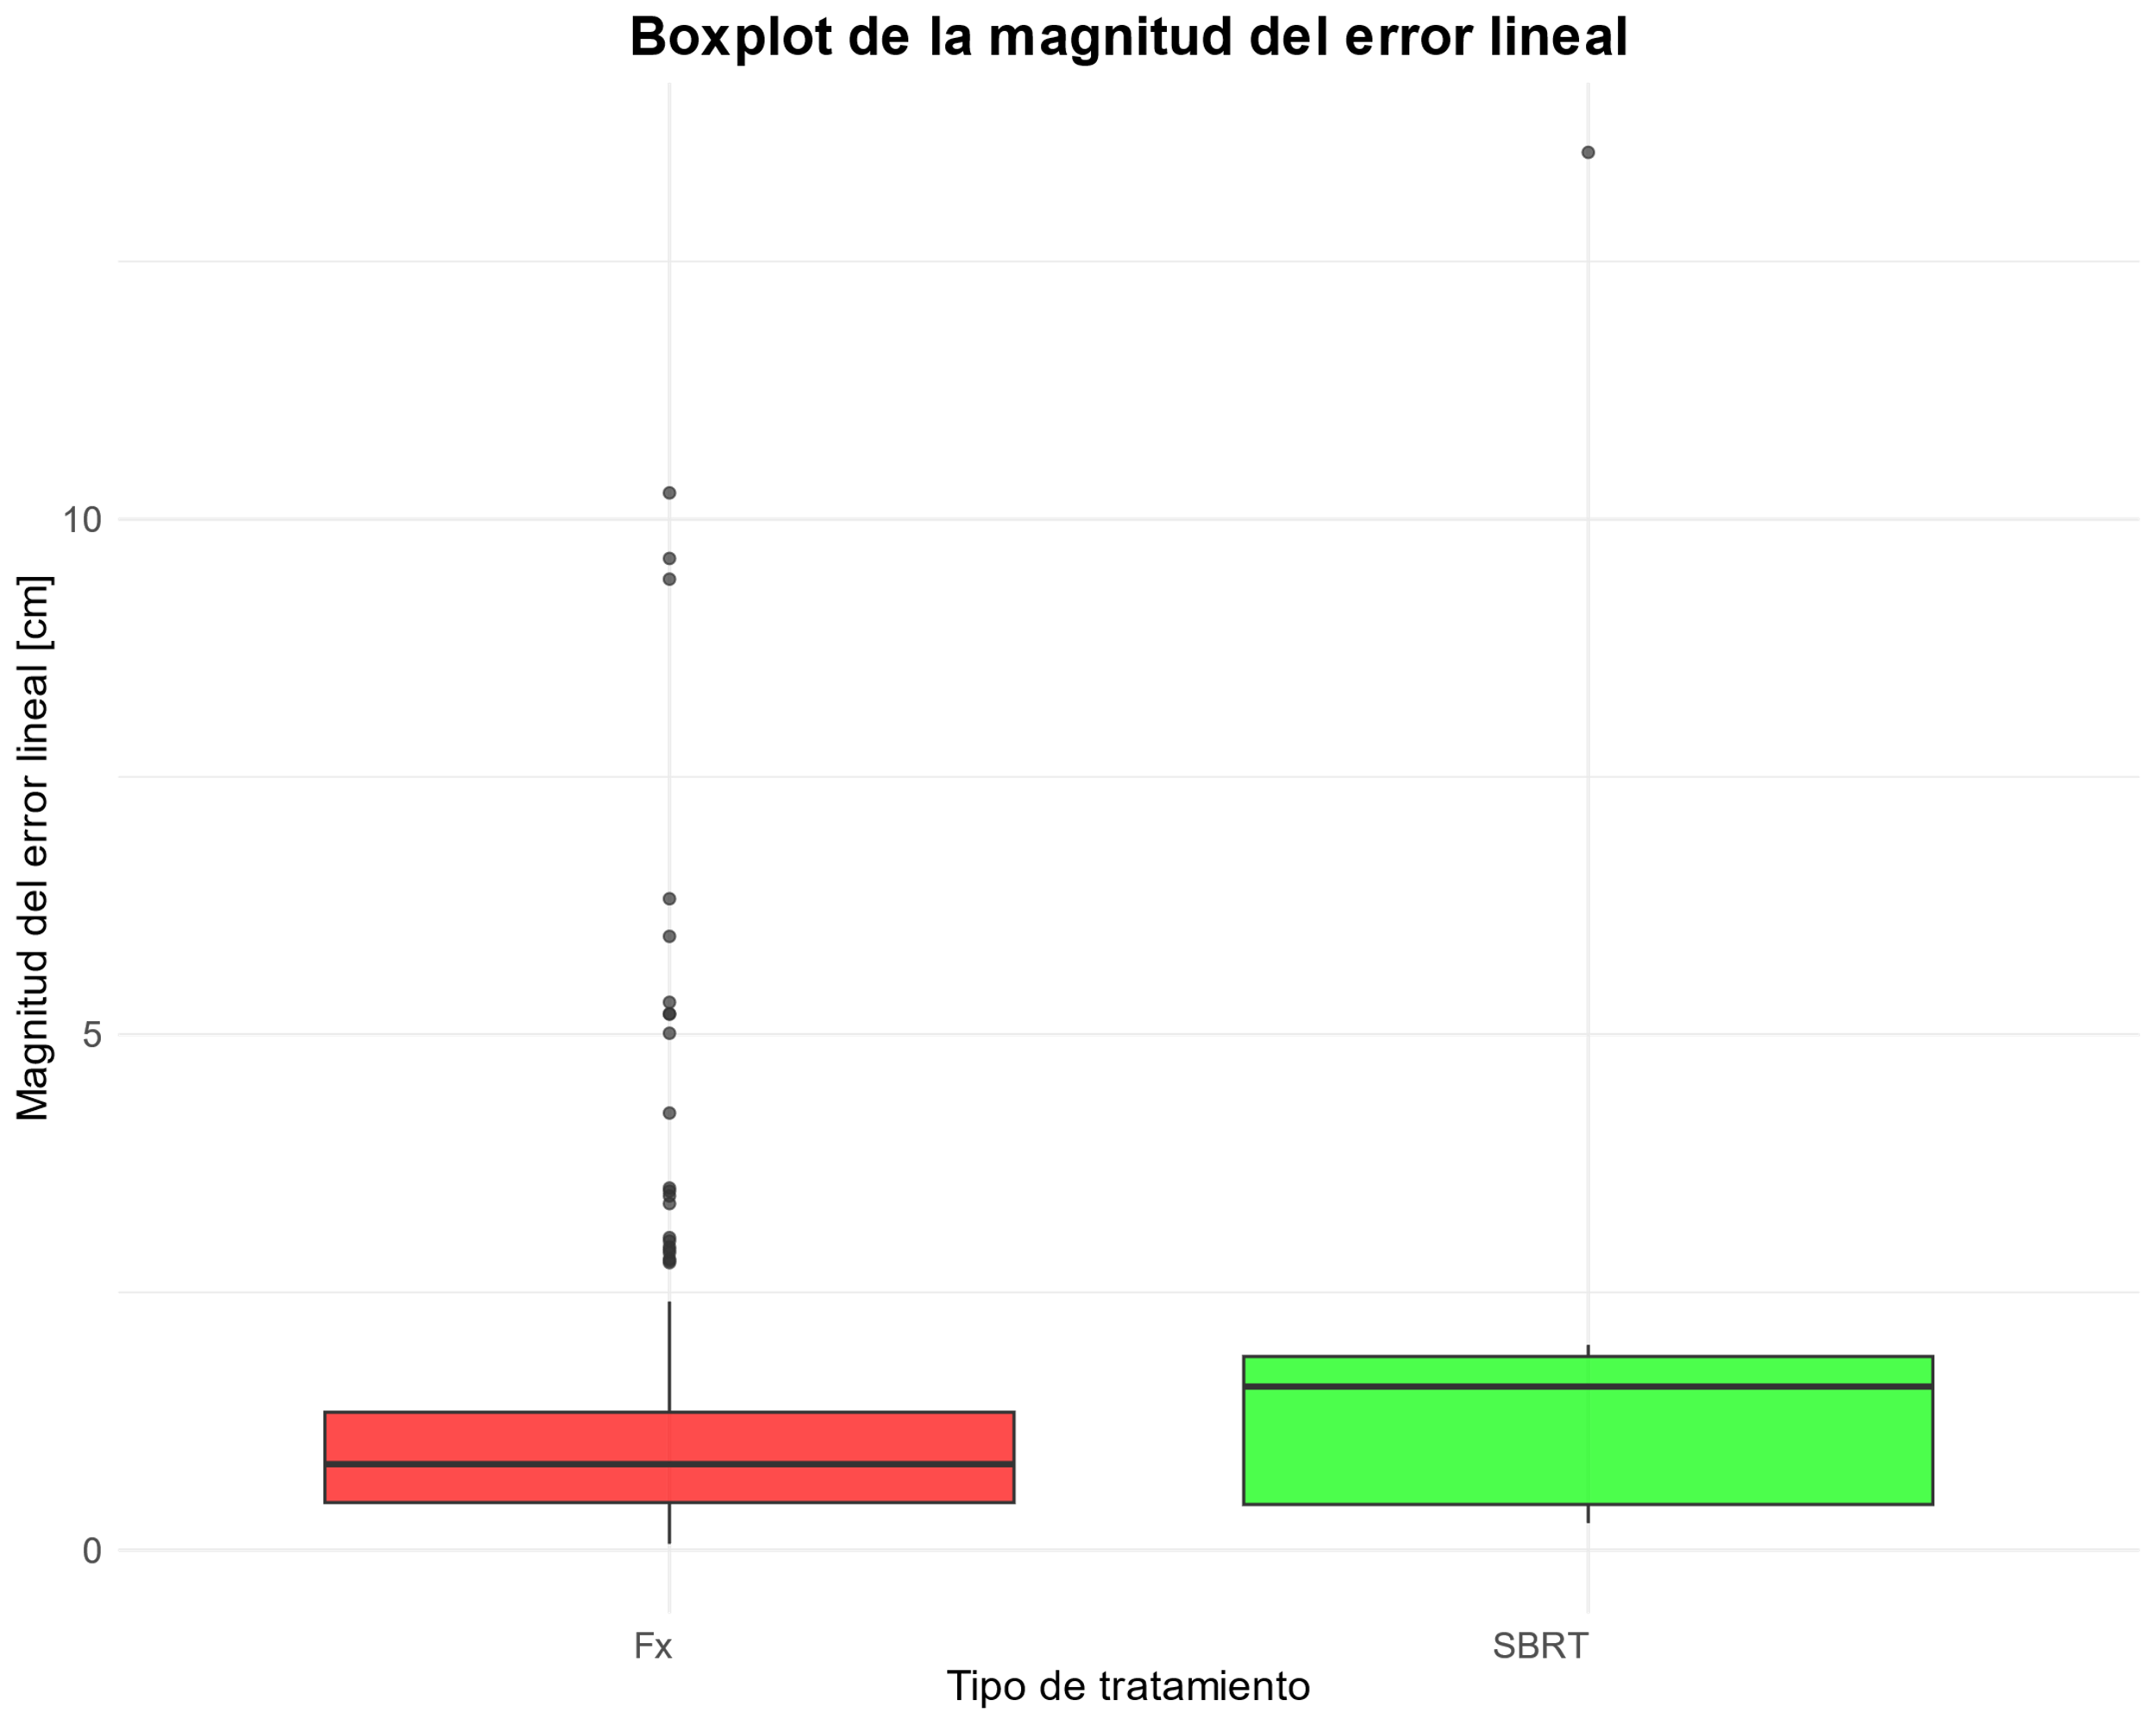 Boxplot de la magnitud del error lineal
Magnitud del error lineal [cm]
10
5
0
Fx
SBRT
Tipo de tratamiento